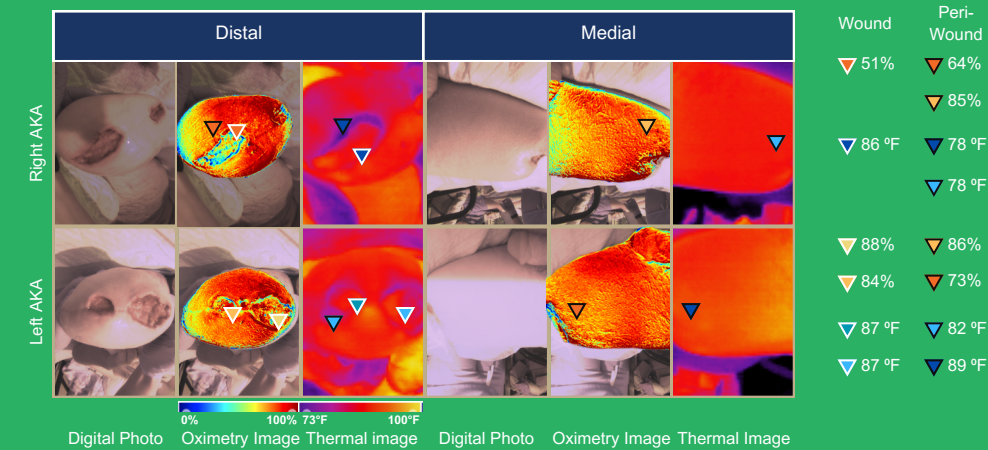 Distal
Medial
Wound
Peri-
Wound
Right AKA
51%
64%
85%
86 ºF
78 ºF
78 ºF
Left AKA
88%
86%
84%
73%
87 ºF
82 ºF
87 ºF
89 ºF
0%
100%
73°F
100°F
Digital Photo
Oximetry Image
Thermal image
Digital Photo
Oximetry Image
Thermal Image